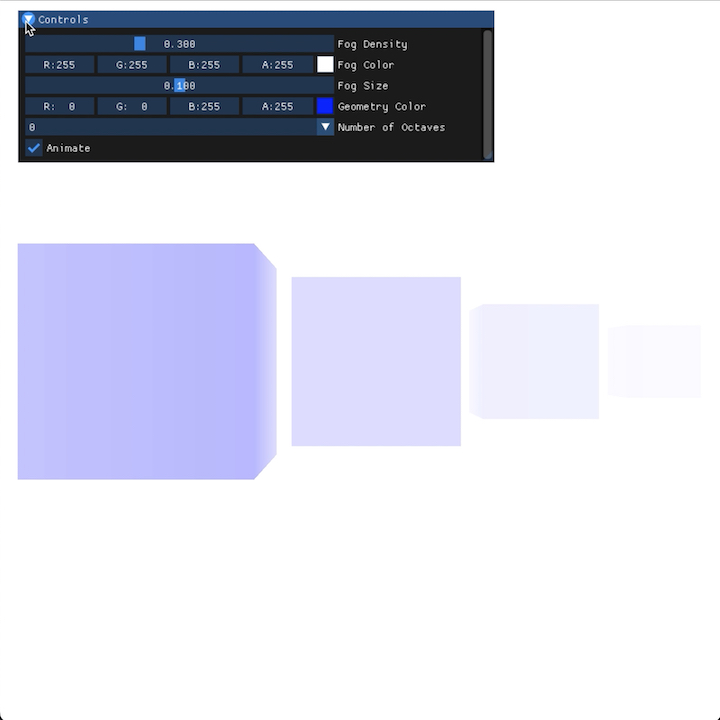 Controls
0.300 Fog Density
R:255 G:255 B:255 A:255 Fog Color
0.100 Fog Size
R: 0 G: 0 B:255 A:255 Geometry Color
0 Number of Octaves
Animate